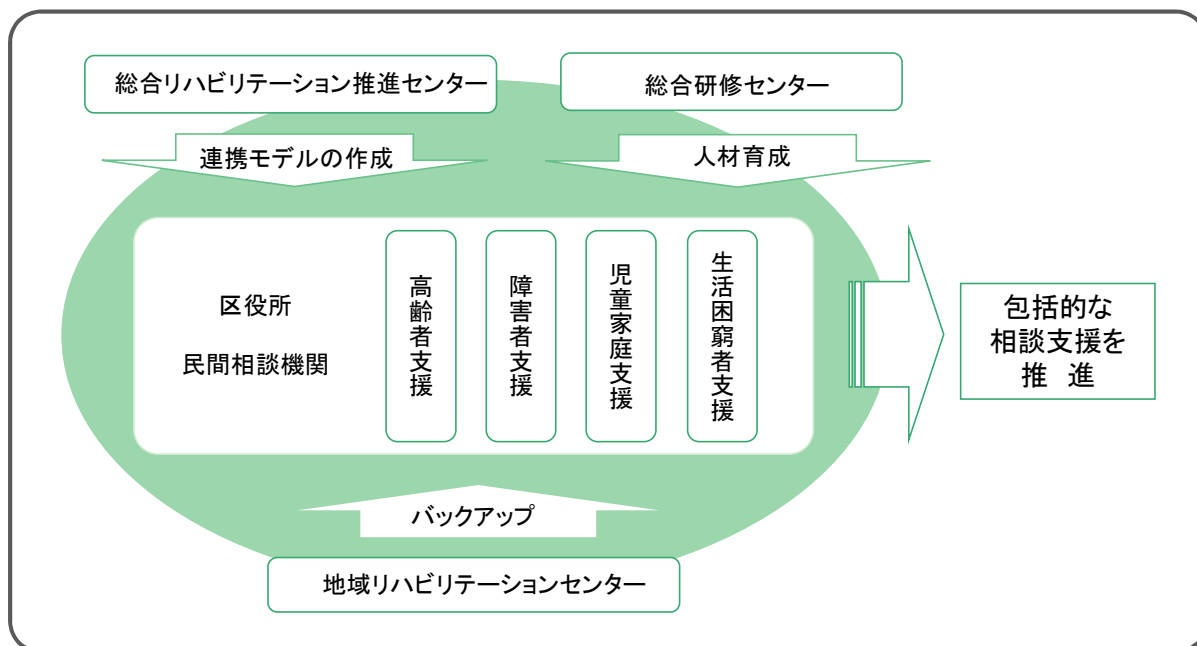 総合リハビリテーション推進センター
総合研修センター
連携モデルの作成
人材育成
区役所
民間相談機関
高齢者支援
障害者支援
児童家庭支援
生活困窮者支援
包括的な
相談支援を
推 進
バックアップ
地域リハビリテーションセンター